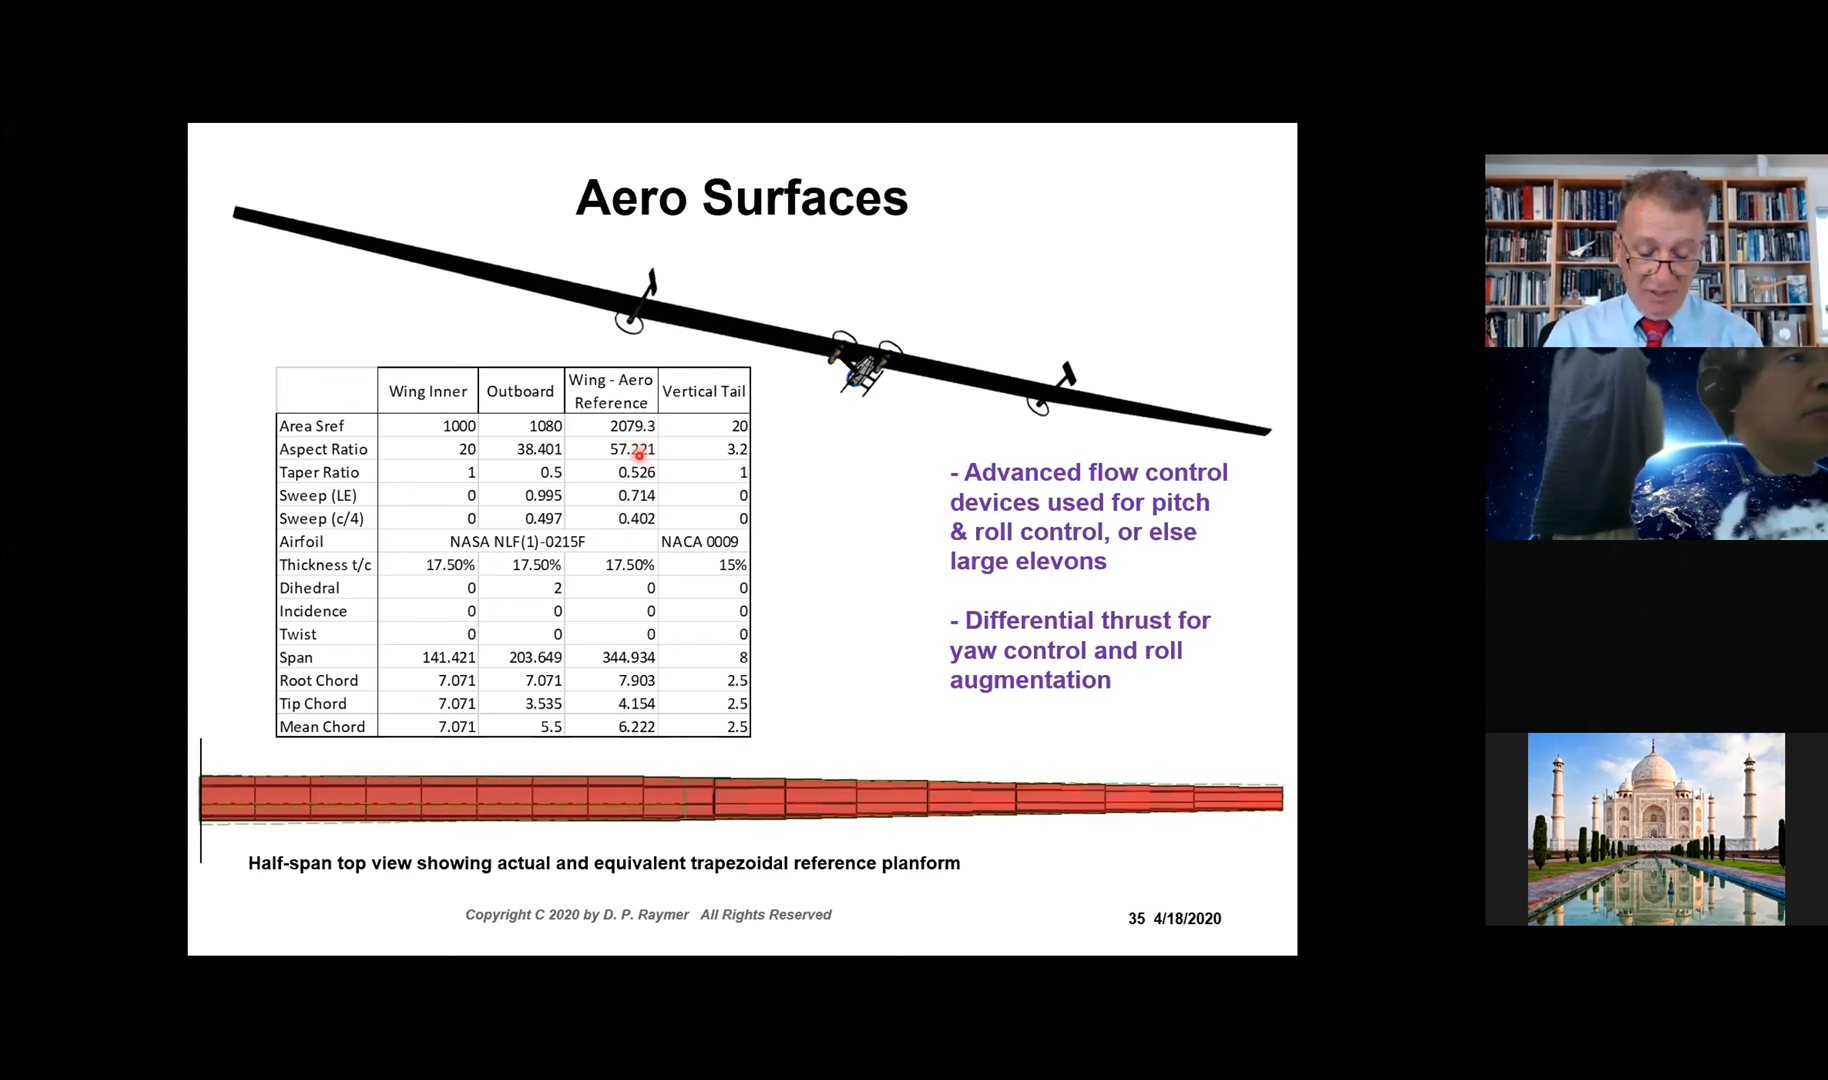 Aero Surfaces
Wing Inner Outboard Wing - Aero Reference Vertical Tail
Area Sref 1000 1080 2079.3 20
Aspect Ratio 20 38.401 57.221 3.2
Taper Ratio 1 0.5 0.526 1
Sweep (LE) 0 0.995 0.714 0
Sweep (c/4) 0 0.497 0.402 0
Airfoil NASA NLF(1)-0215F NACA 0009
Thickness t/c 17.50% 17.50% 17.50% 15%
Dihedral 0 2 0 0
Incidence 0 0 0 0
Twist 0 0 0 0
Span 141.421 203.649 344.934 8
Root Chord 7.071 7.071 7.903 2.5
Tip Chord 7.071 3.535 4.154 2.5
Mean Chord 7.071 5.5 6.222 2.5
- Advanced flow control
devices used for pitch
& roll control, or else
large elevons
- Differential thrust for
yaw control and roll
augmentation
Half-span top view showing actual and equivalent trapezoidal reference planform
Copyright C 2020 by D. P. Raymer All Rights Reserved
35 4/18/2020